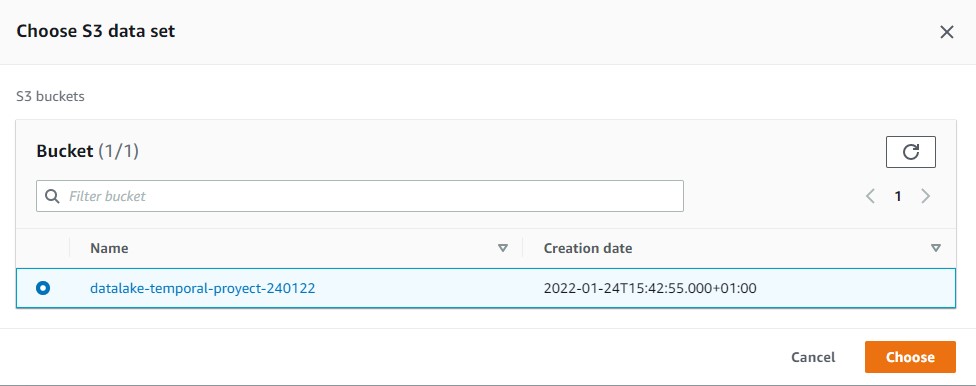 Choose S3 data set
S3 buckets
Bucket (1/1)
Filter bucket
1
Name
Creation date
datalake-temporal-proyect-240122
2022-01-24T15:42:55.000+01:00
Cancel
Choose